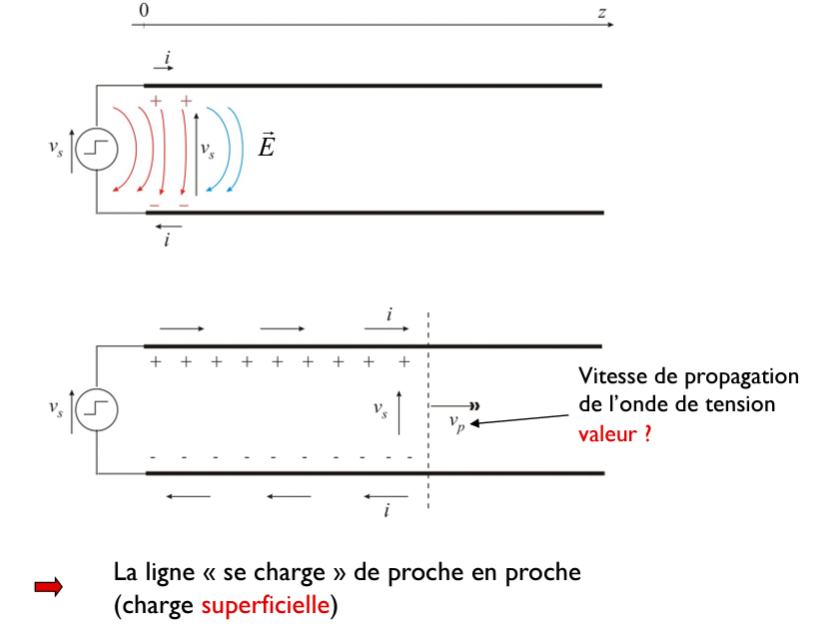 0
z
i
+ +
v_s
v_s
E⃗
– –
i
i
+ + + + + + + + +
v_s
v_s
v_p
Vitesse de propagation
de l’onde de tension
valeur ?
- - - - - - - - -
i
La ligne « se charge » de proche en proche
(charge superficielle)